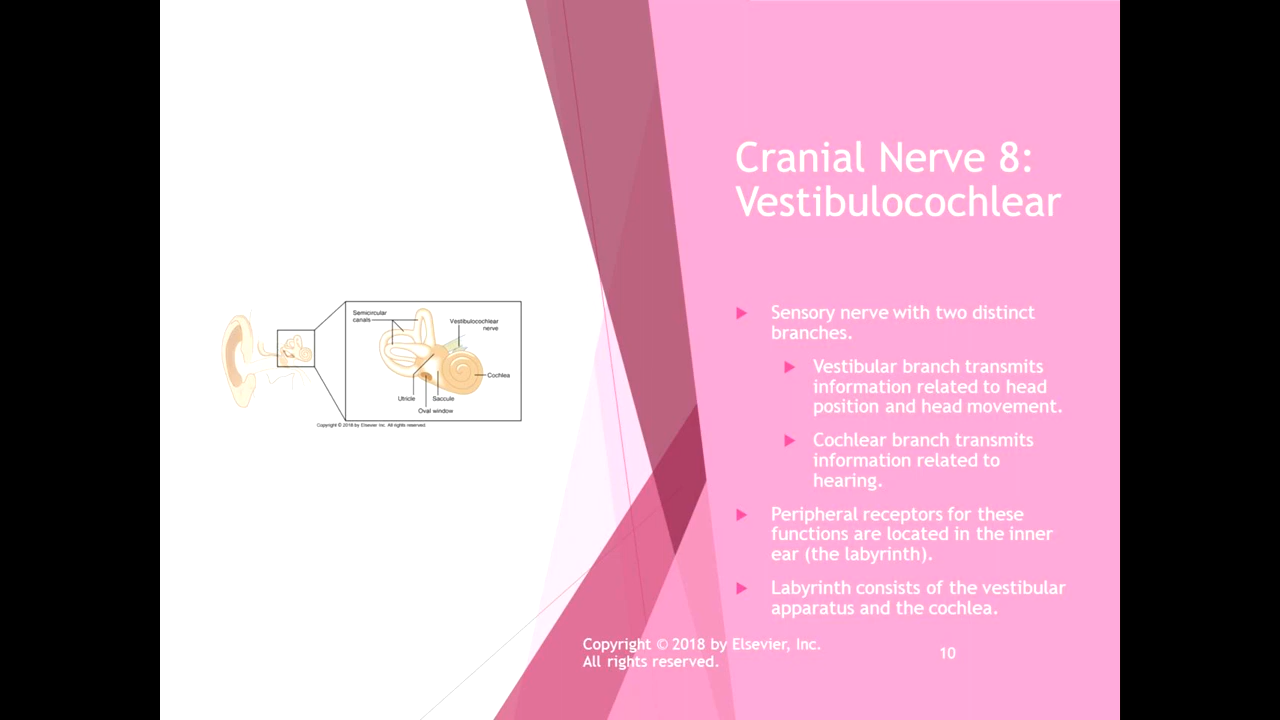 Cranial Nerve 8:
Vestibulocochlear
Semicircular
canals
Vestibulocochlear
nerve
Cochlea
Utricle
Saccule
Oval window
Copyright © 2018 by Elsevier Inc. All rights reserved.
Sensory nerve with two distinct
branches.
Vestibular branch transmits
information related to head
position and head movement.
Cochlear branch transmits
information related to
hearing.
Peripheral receptors for these
functions are located in the inner
ear (the labyrinth).
Labyrinth consists of the vestibular
apparatus and the cochlea.
Copyright © 2018 by Elsevier, Inc.
All rights reserved.
10